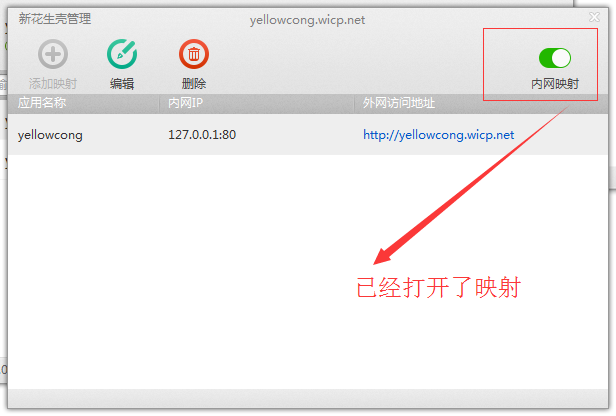 新花生壳管理
yellowcong.wicp.net
添加映射 编辑 删除 内网映射
应用名称 内网IP 外网访问地址
yellowcong 127.0.0.1:80 http://yellowcong.wicp.net
已经打开了映射